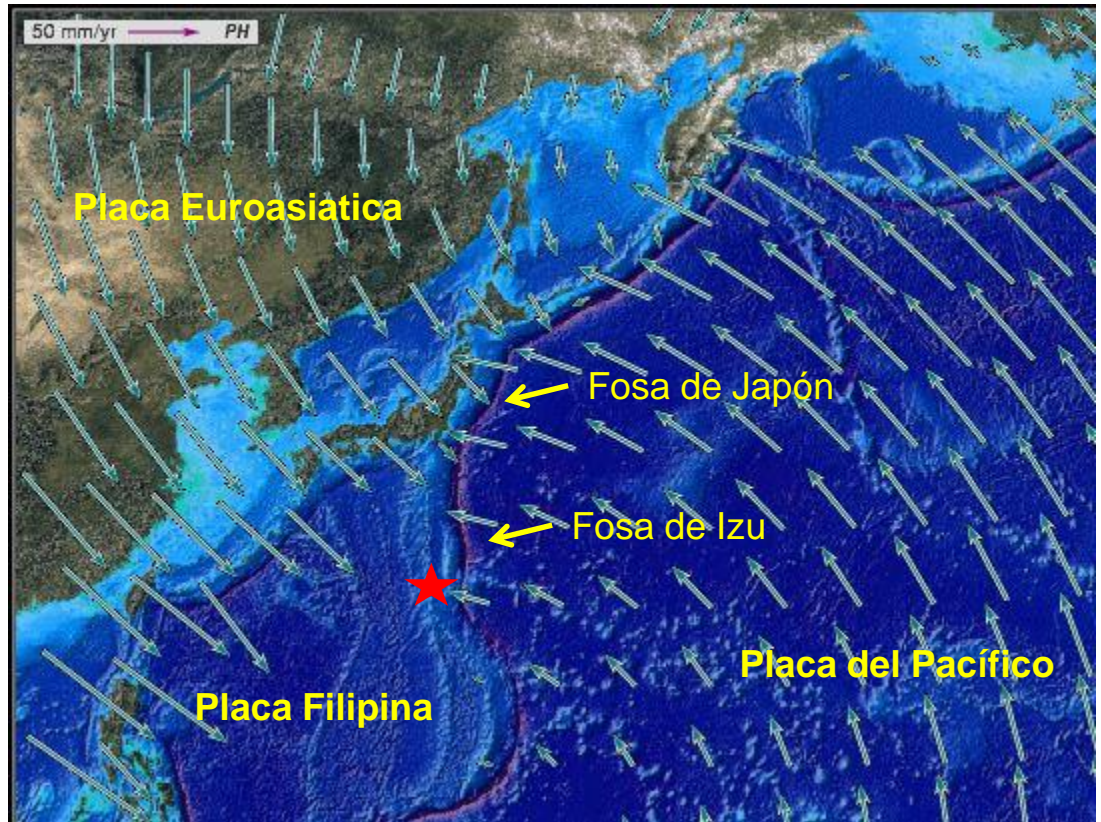 50 mm/yr PH
Placa Euroasiatica
Fosa de Japón
Fosa de Izu
Placa del Pacífico
Placa Filipina